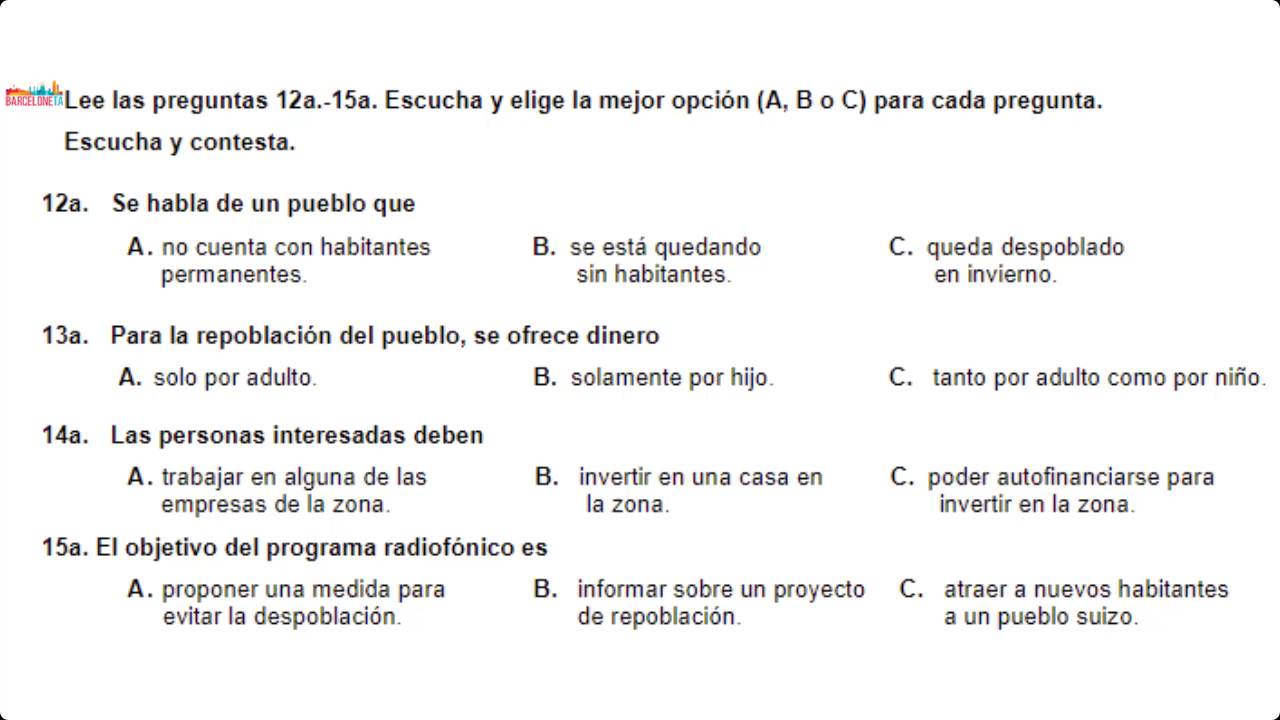 BARCELONETA
Lee las preguntas 12a.-15a. Escucha y elige la mejor opción (A, B o C) para cada pregunta.
Escucha y contesta.
12a. Se habla de un pueblo que
A. no cuenta con habitantes permanentes.
B. se está quedando sin habitantes.
C. queda despoblado en invierno.
13a. Para la repoblación del pueblo, se ofrece dinero
A. solo por adulto.
B. solamente por hijo.
C. tanto por adulto como por niño.
14a. Las personas interesadas deben
A. trabajar en alguna de las empresas de la zona.
B. invertir en una casa en la zona.
C. poder autofinanciarse para invertir en la zona.
15a. El objetivo del programa radiofónico es
A. proponer una medida para evitar la despoblación.
B. informar sobre un proyecto de repoblación.
C. atraer a nuevos habitantes a un pueblo suizo.